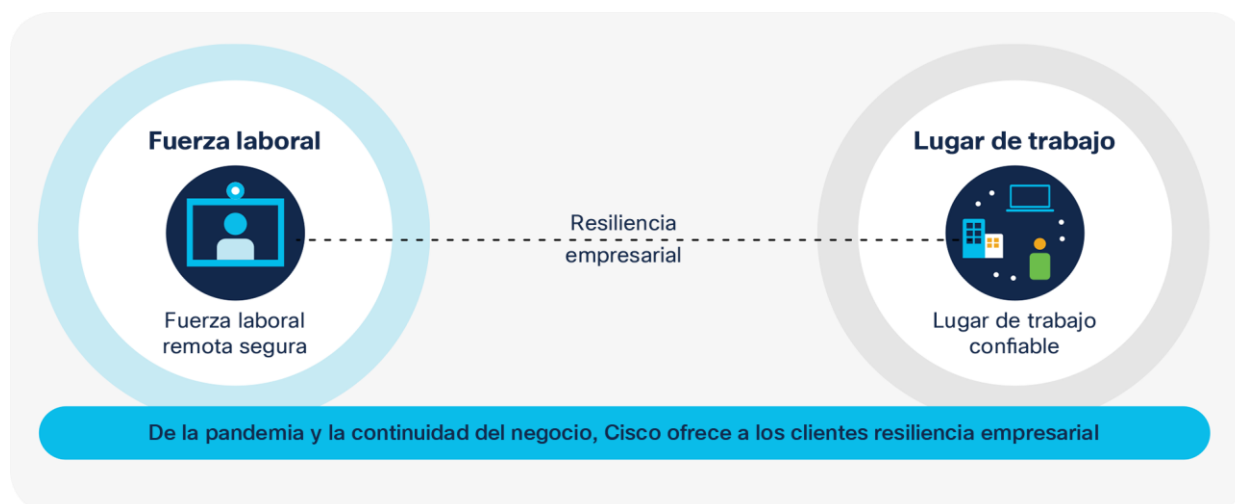 Fuerza laboral
Fuerza laboral
remota segura
Resiliencia
empresarial
Lugar de trabajo
Lugar de trabajo
confiable
De la pandemia y la continuidad del negocio, Cisco ofrece a los clientes resiliencia empresarial